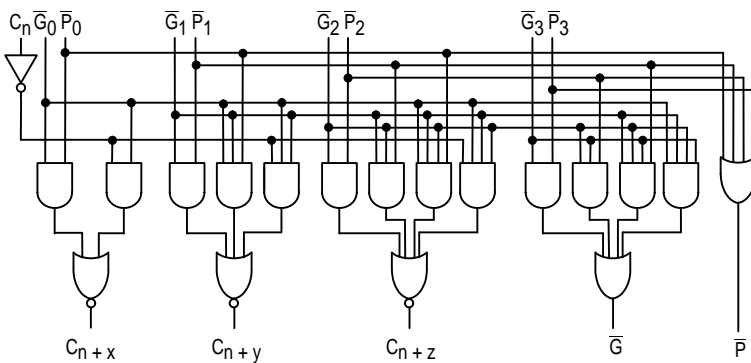 Cn G̅0 P̅0 G̅1 P̅1 G̅2 P̅2 G̅3 P̅3
Cn + x Cn + y Cn + z G̅ P̅